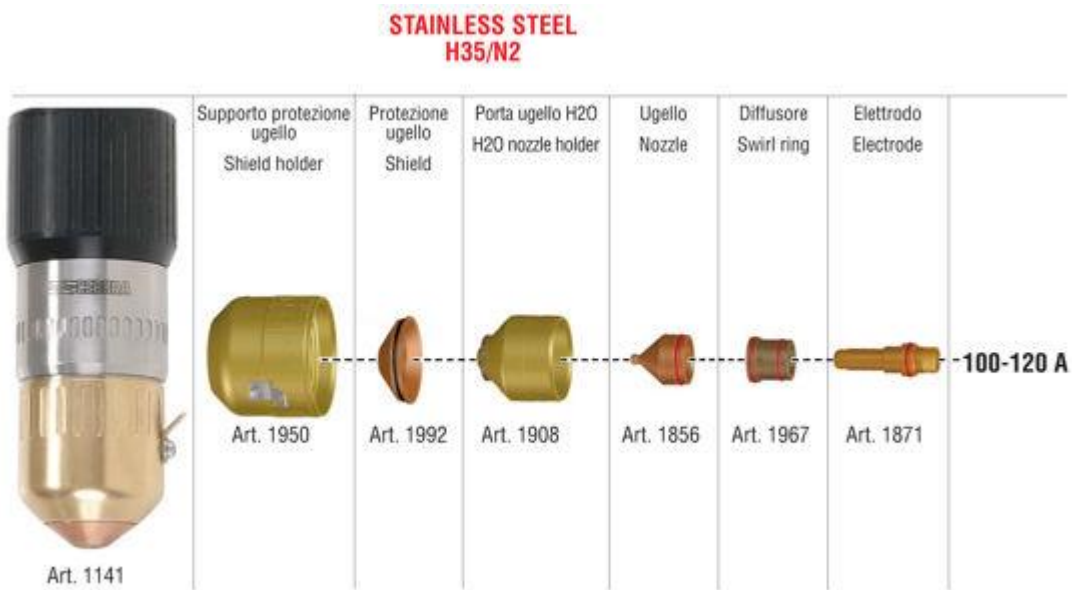 STAINLESS STEEL
H35/N2
Supporto protezione
ugello
Shield holder
Protezione
ugello
Shield
Porta ugello H2O
H2O nozzle holder
Ugello
Nozzle
Diffusore
Swirl ring
Elettrodo
Electrode
100-120 A
Art. 1950
Art. 1992
Art. 1908
Art. 1856
Art. 1967
Art. 1871
Art. 1141